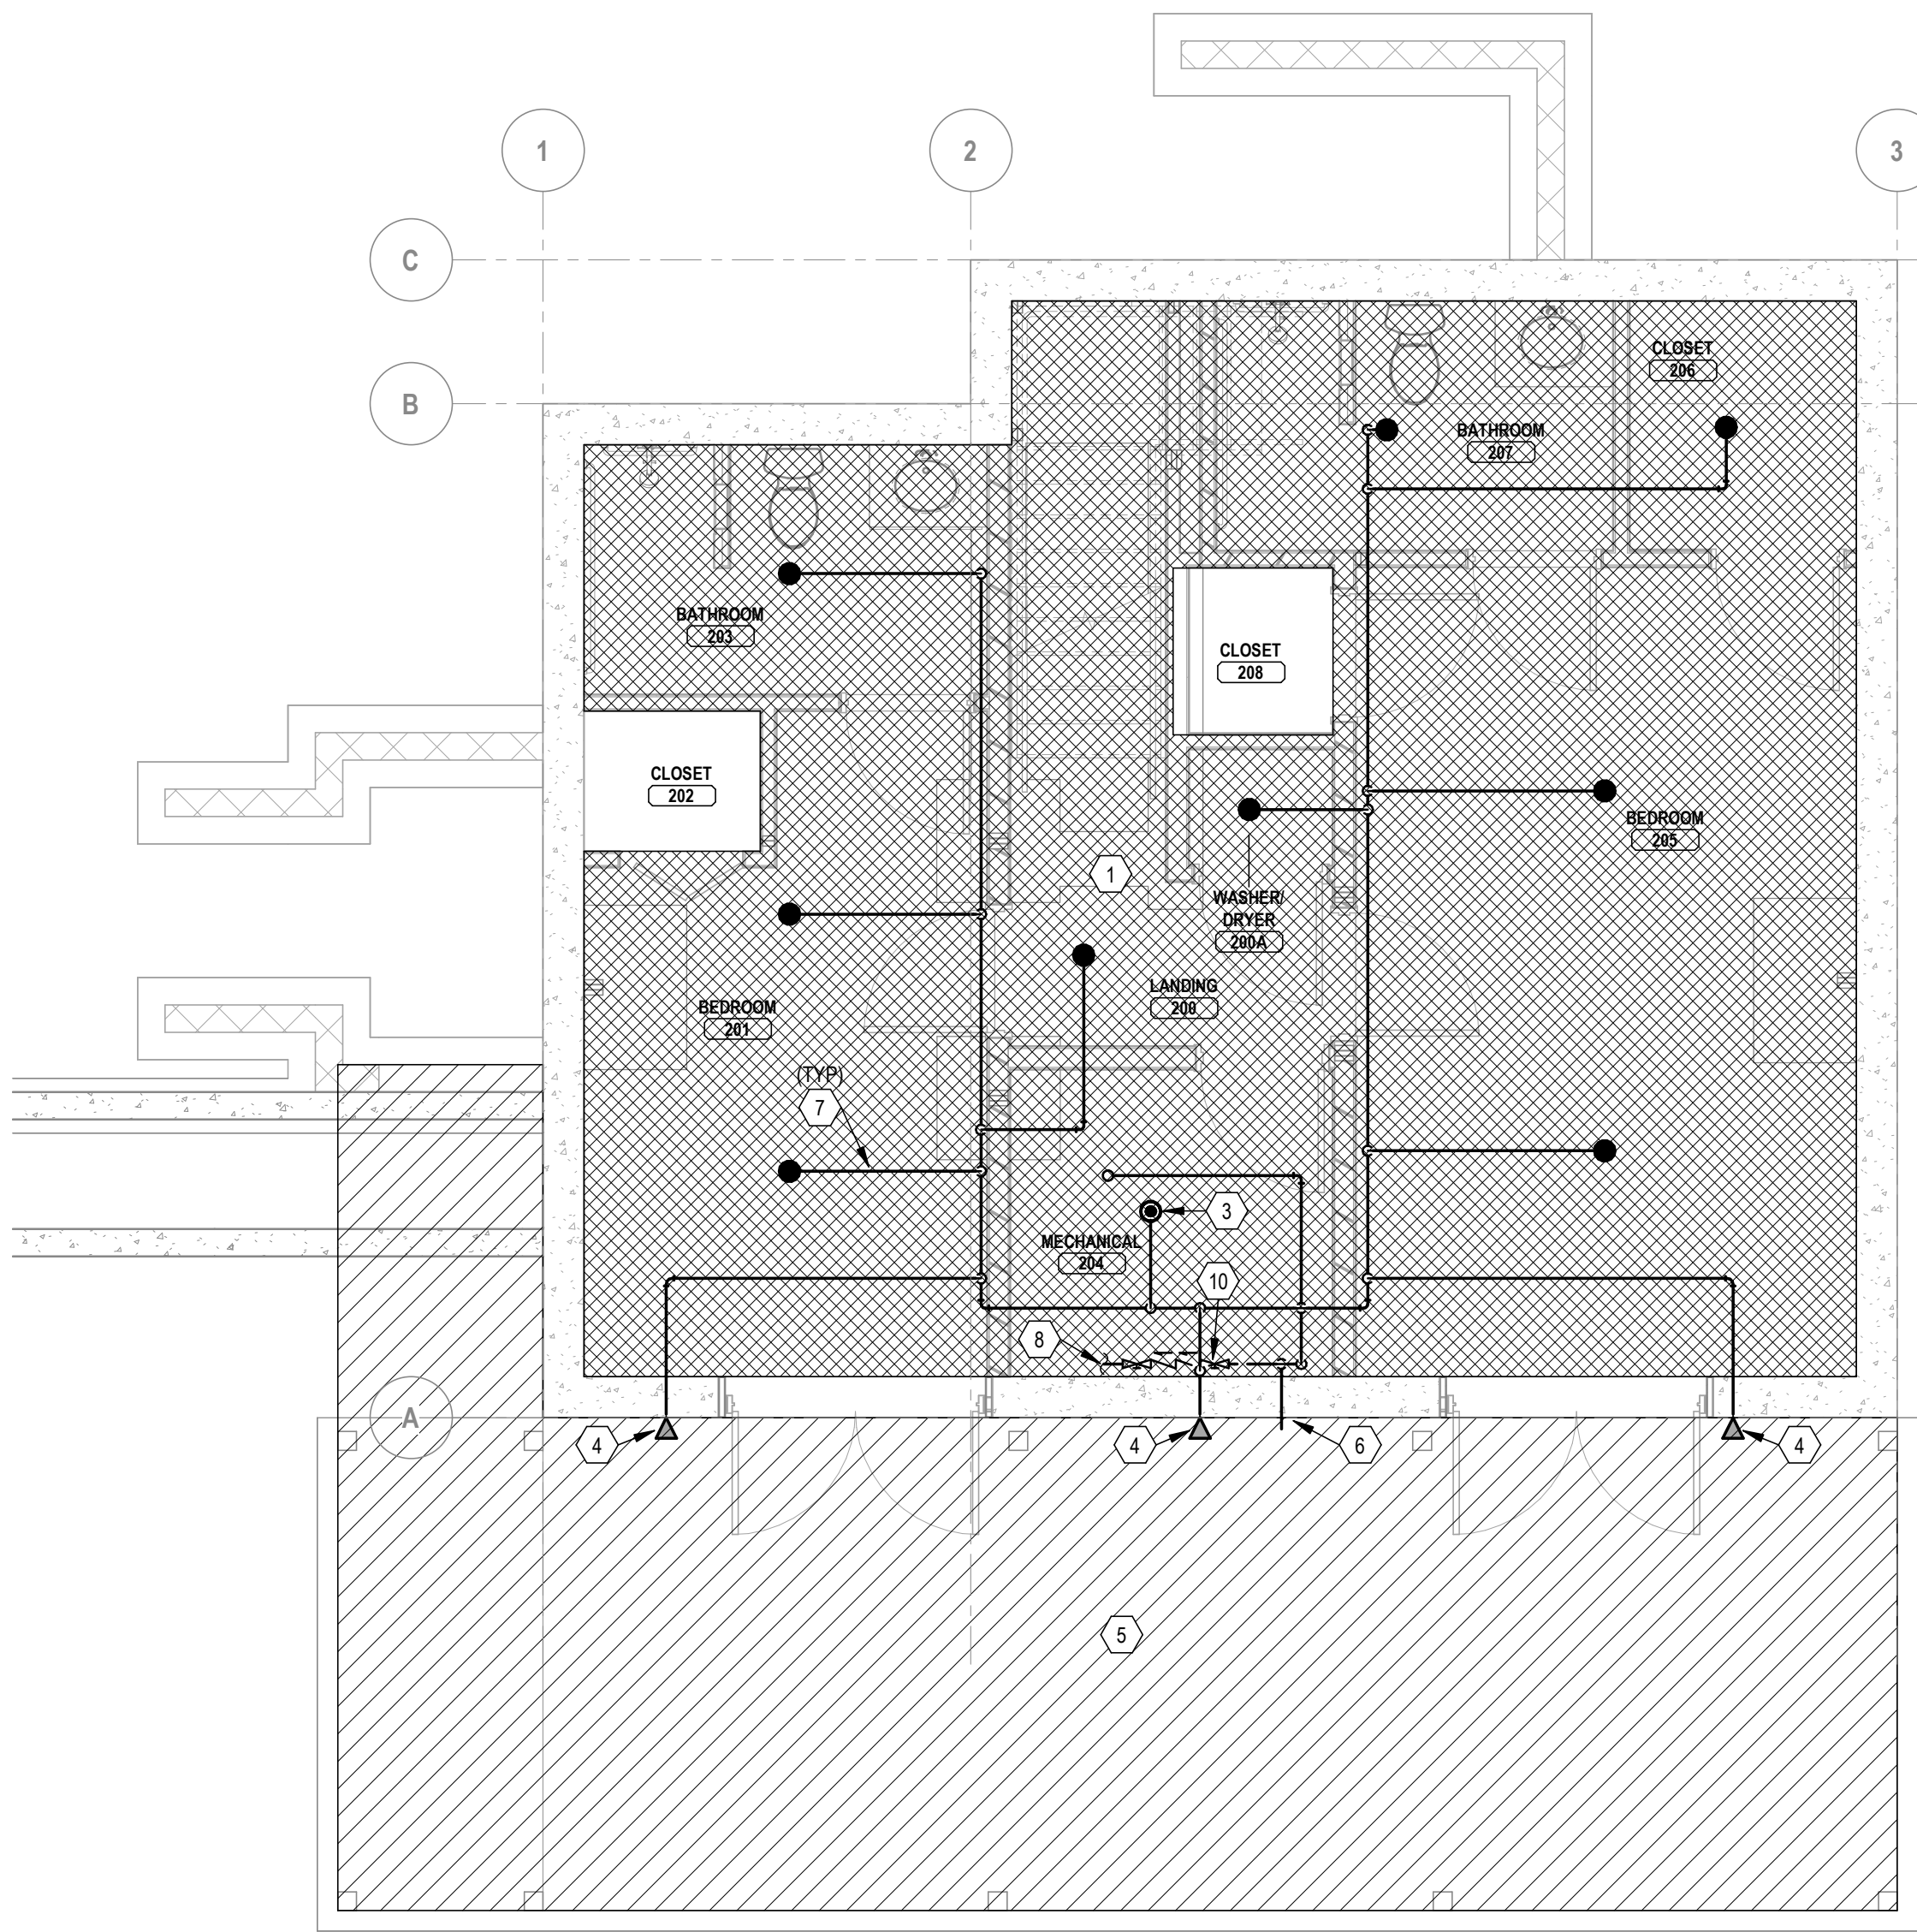 1
2
3
C
B
CLOSET
206
BATHROOM
207
BATHROOM
203
CLOSET
208
CLOSET
202
BEDROOM
205
1
WASHER/
DRYER
200A
LANDING
200
BEDROOM
201
(TYP)
7
3
MECHANICAL
204
10
8
A
4
4
6
4
5